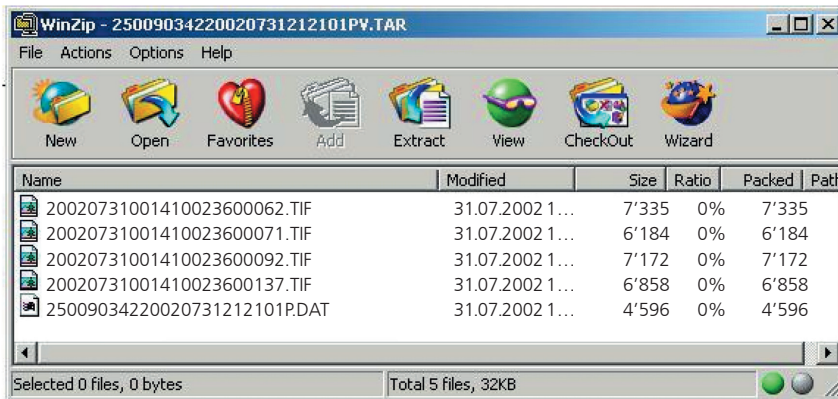 WinZip - 25009034220020731212101PV.TAR
File Actions Options Help
New Open Favorites Add Extract View CheckOut Wizard
Name Modified Size Ratio Packed Path
20020731001410023600062.TIF 31.07.2002 1... 7’335 0% 7’335
20020731001410023600071.TIF 31.07.2002 1... 6’184 0% 6’184
20020731001410023600092.TIF 31.07.2002 1... 7’172 0% 7’172
20020731001410023600137.TIF 31.07.2002 1... 6’858 0% 6’858
25009034220020731212101P.DAT 31.07.2002 1... 4’596 0% 4’596
Selected 0 files, 0 bytes Total 5 files, 32KB